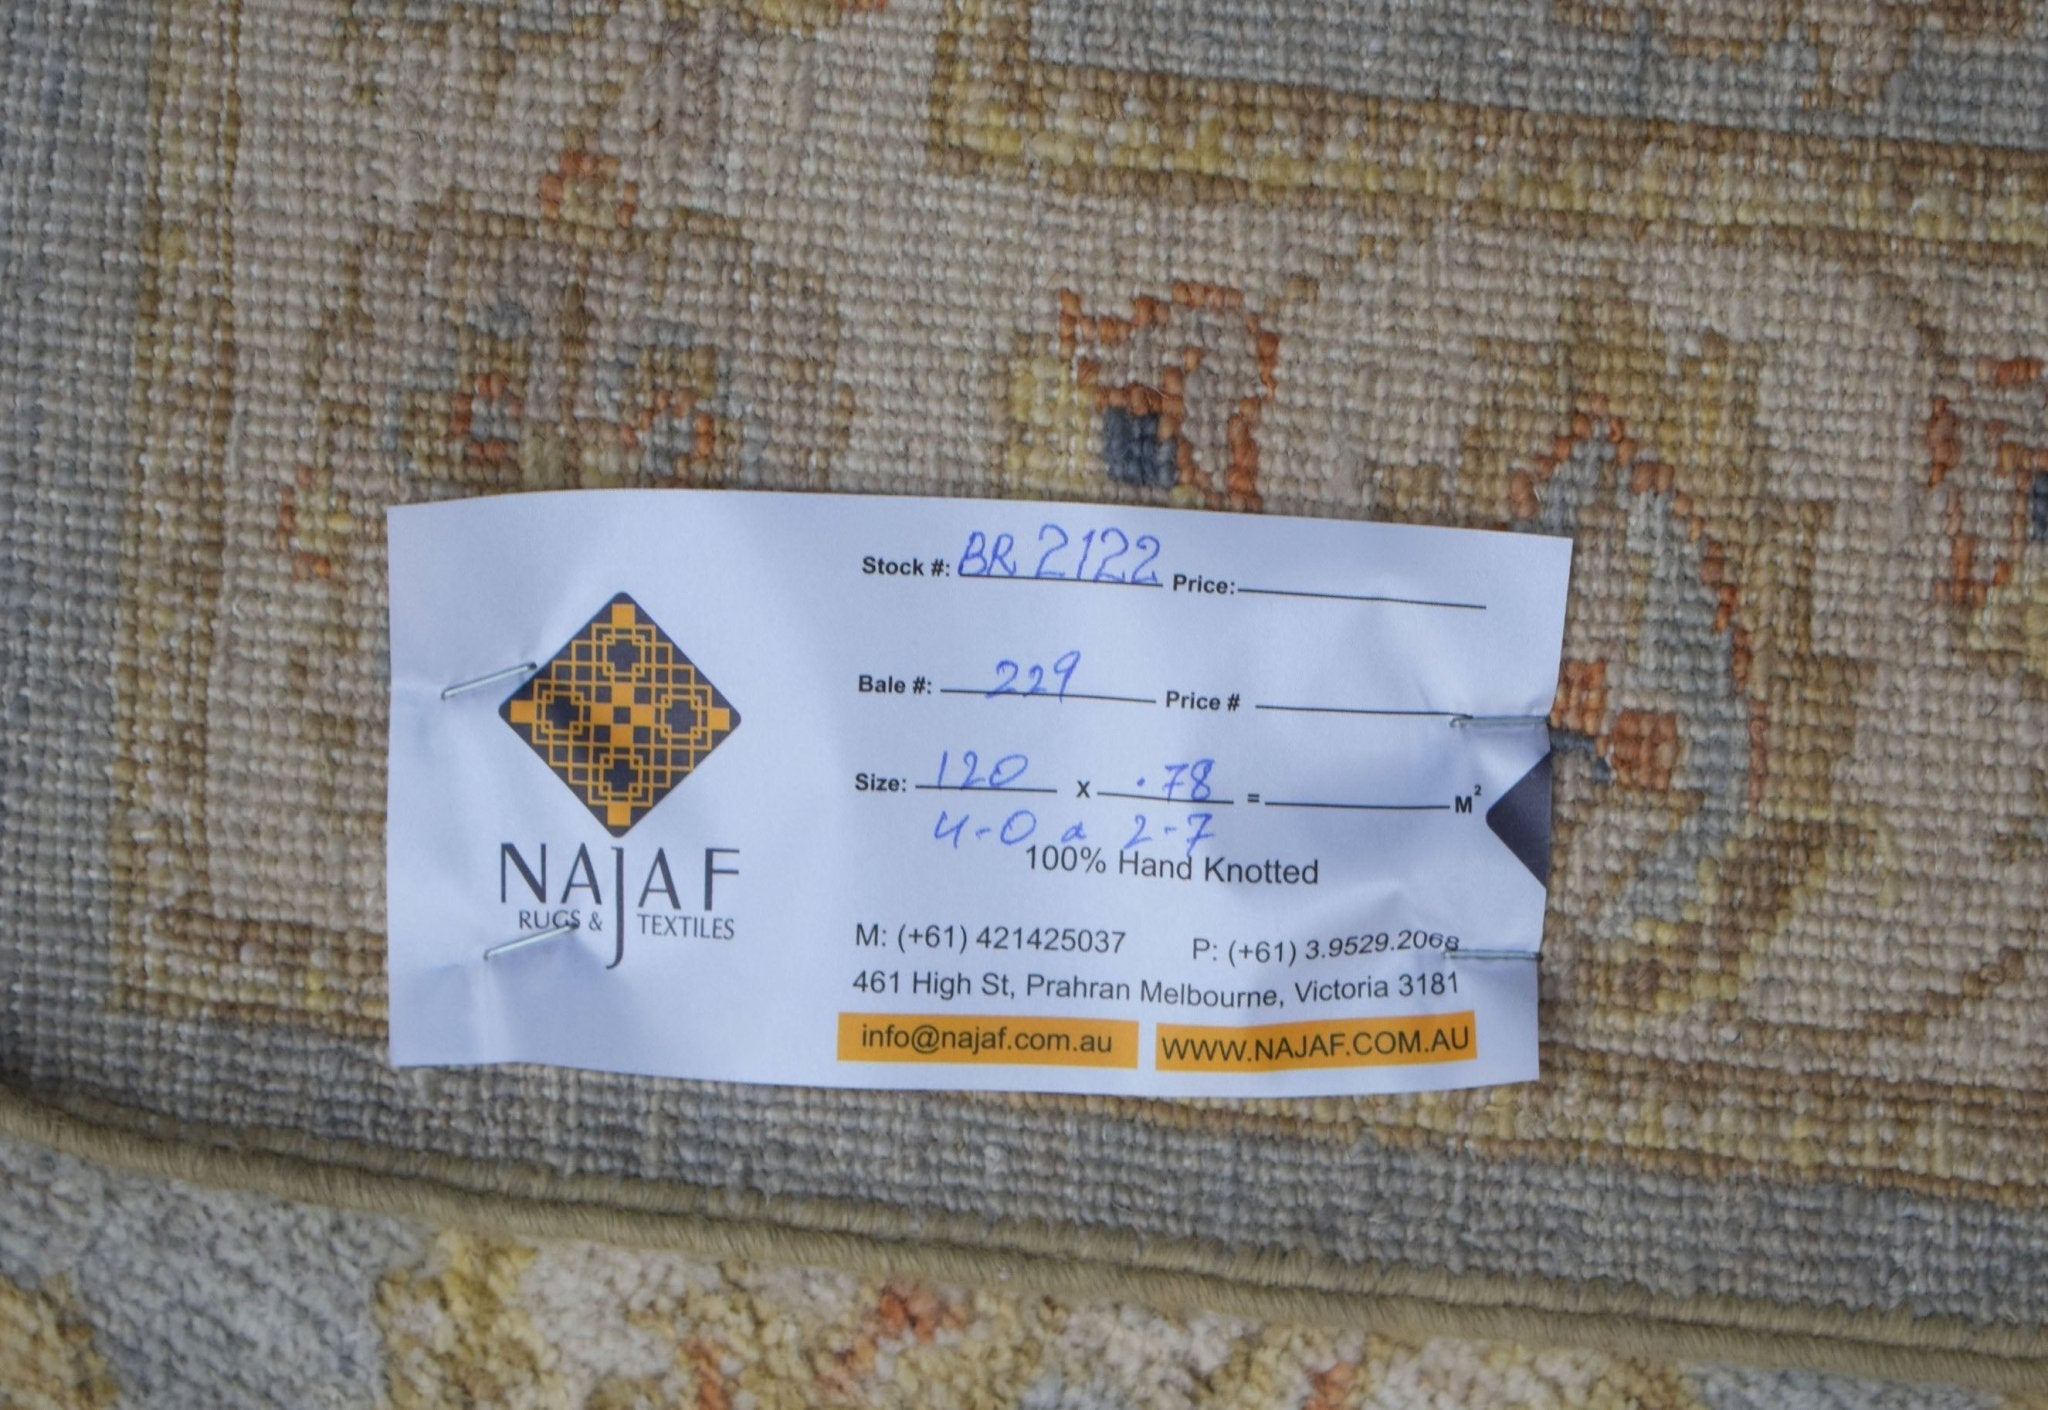 Stock #: BR 2122 Price:
Bale #: 229 Price #
Size: 120 x .78 = M²
4-0 x 2-7
100% Hand Knotted
NAJAF
RUGS & TEXTILES
M: (+61) 421425037 P: (+61) 3.9529.2068
461 High St, Prahran Melbourne, Victoria 3181
info@najaf.com.au WWW.NAJAF.COM.AU